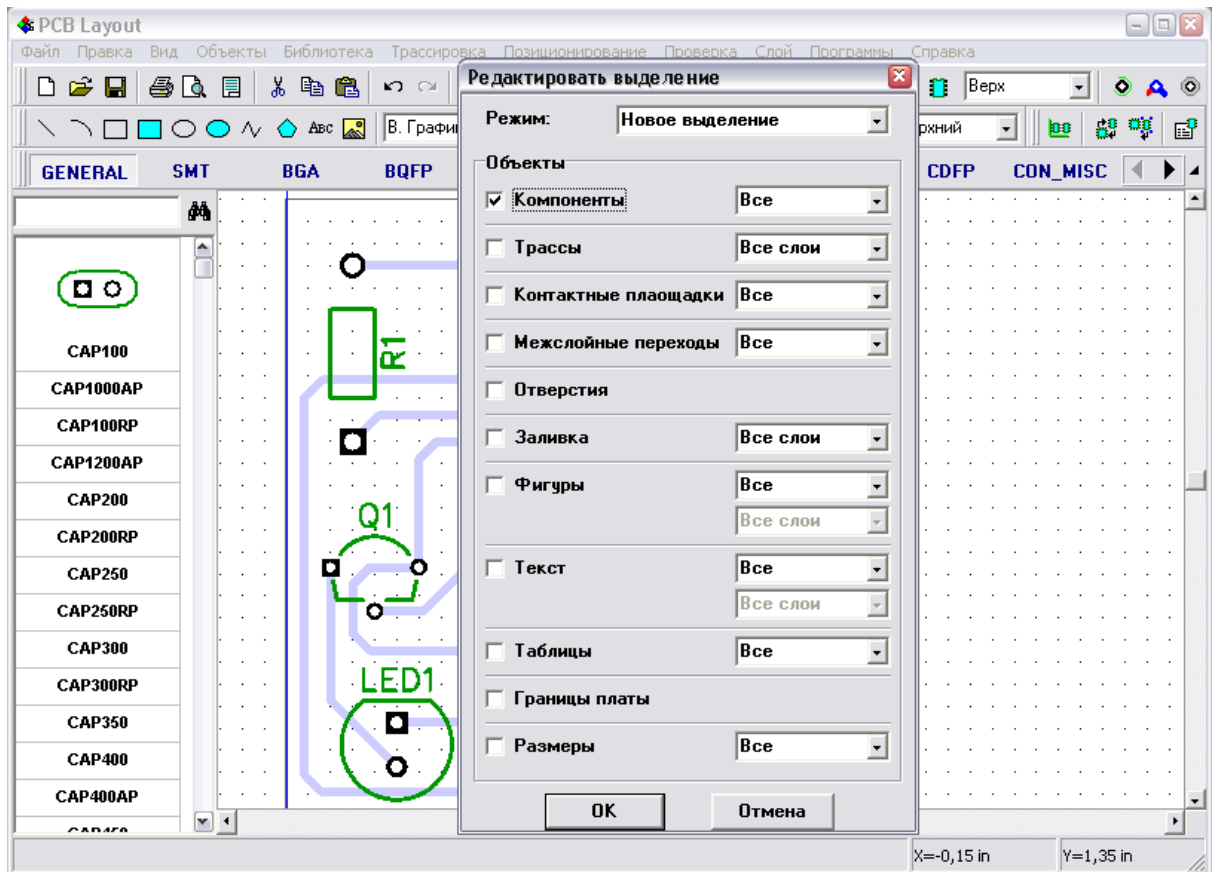 PCB Layout
Файл Правка Вид Объекты Библиотека Трассировка Позиционирование Проверка Слой Программы Справка
Верх
ABC
В. Графи
рхний
GENERAL SMT BGA BQFP CDFP CON_MISC
CAP100
CAP1000AP
CAP100RP
CAP1200AP
CAP200
CAP200RP
CAP250
CAP250RP
CAP300
CAP300RP
CAP350
CAP400
CAP400AP
CAP450
R1
Q1
LED1
Редактировать выделение
Режим: Новое выделение
Объекты
Компоненты Все
Трассы Все слои
Контактные плаощадки Все
Межслойные переходы Все
Отверстия
Заливка Все слои
Фигуры Все
Все слои
Текст Все
Все слои
Таблицы Все
Границы платы
Размеры Все
OK Отмена
X=-0,15 in Y=1,35 in